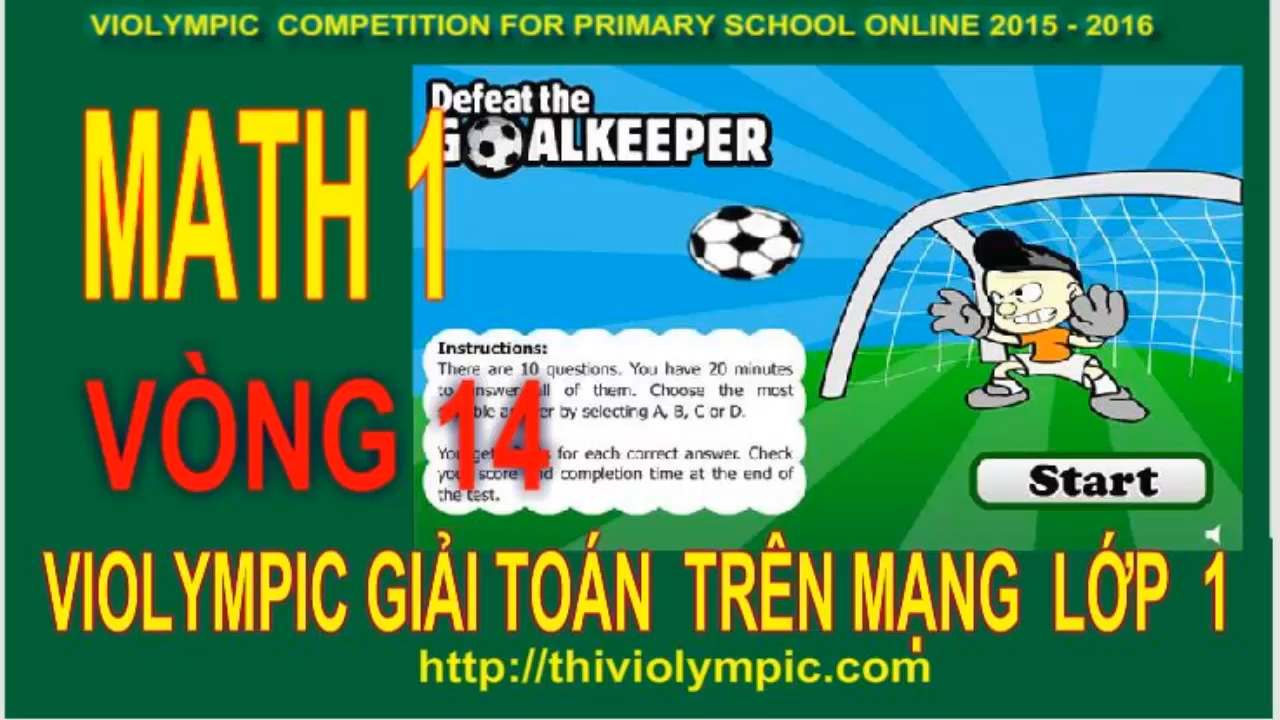 VIOLYMPIC COMPETITION FOR PRIMARY SCHOOL ONLINE 2015 - 2016
MATH 1
Defeat the
GOALKEEPER
VÒNG 14
Instructions:
There are 10 questions. You have 20 minutes
to answer all of them. Choose the most
by selecting A, B, C or D.
You get for each correct answer. Check
your score and completion time at the end of
the test.
Start
VIOLYMPIC GIẢI TOÁN TRÊN MẠNG LỚP 1
http://thiviolympic.com